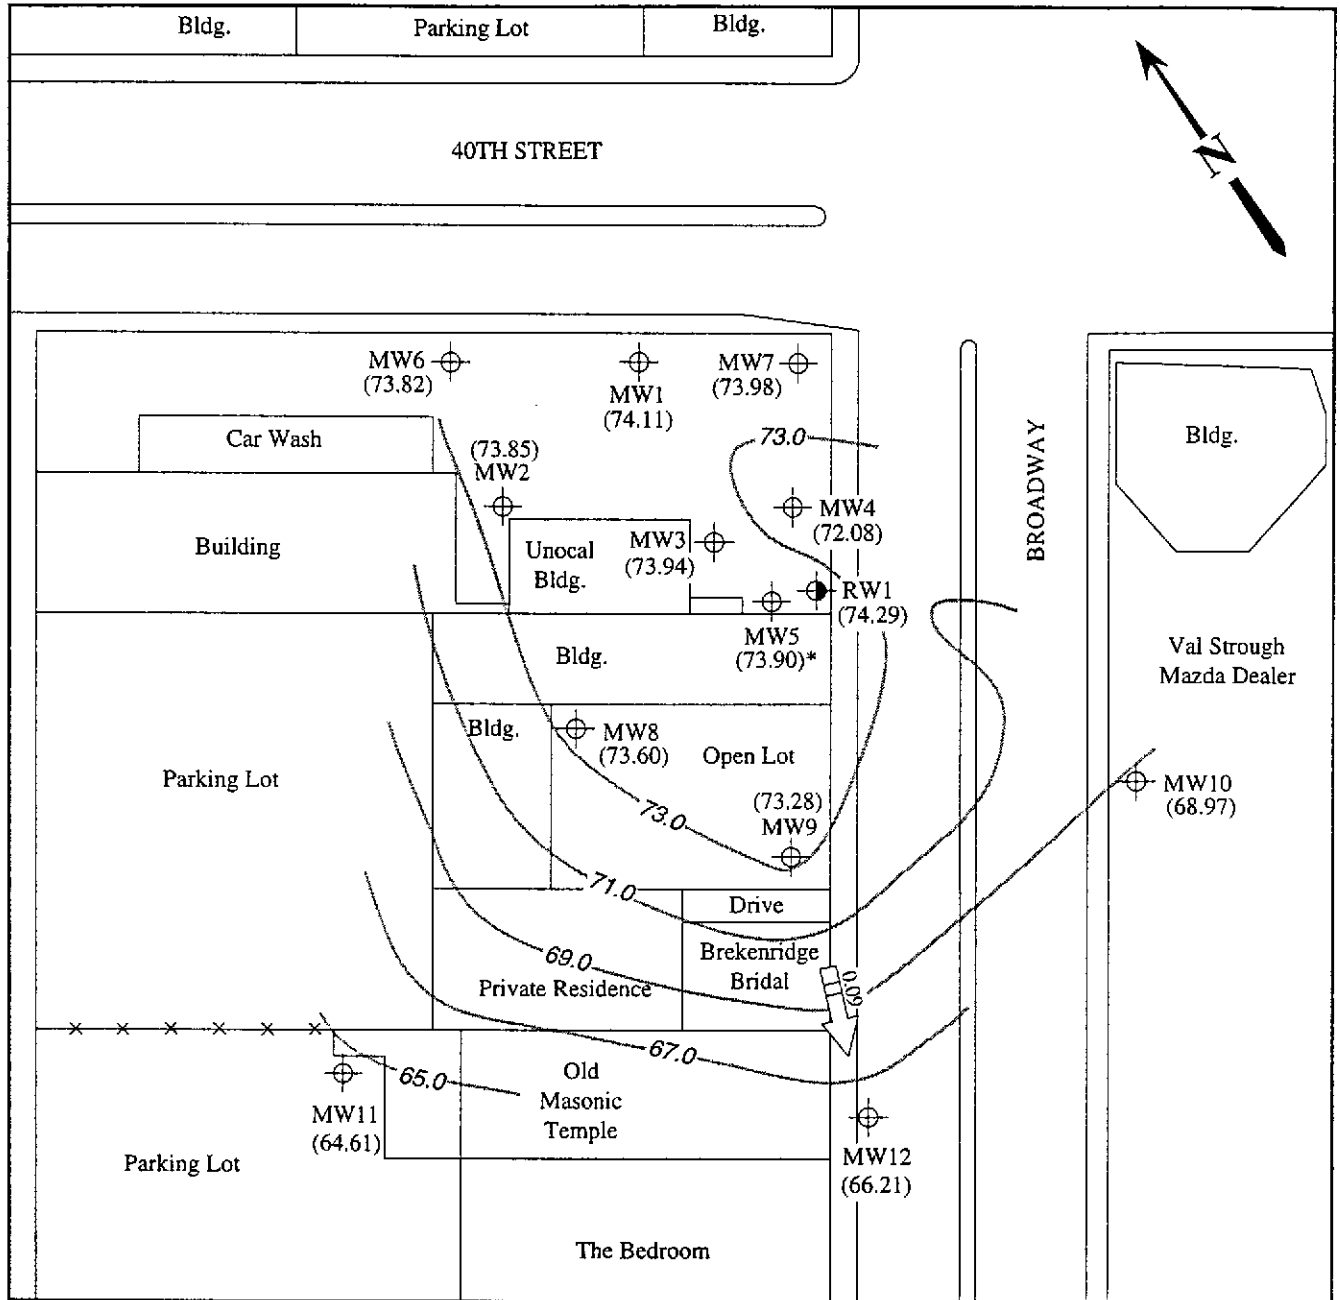 Bldg.
Parking Lot
Bldg.
N
40TH STREET
MW6
(73.82)
MW1
(74.11)
MW7
(73.98)
Car Wash
(73.85)
MW2
73.0
BROADWAY
Bldg.
Building
Unocal
Bldg.
MW3
(73.94)
MW4
(72.08)
RW1
(74.29)
MW5
(73.90)*
Bldg.
Val Strough
Mazda Dealer
Bldg.
MW8
(73.60)
Open Lot
Parking Lot
MW10
(68.97)
(73.28)
MW9
73.0
71.0
Drive
Brekenridge
Bridal
69.0
Private Residence
0.09
67.0
65.0
Old
Masonic
Temple
MW11
(64.61)
MW12
(66.21)
Parking Lot
The Bedroom